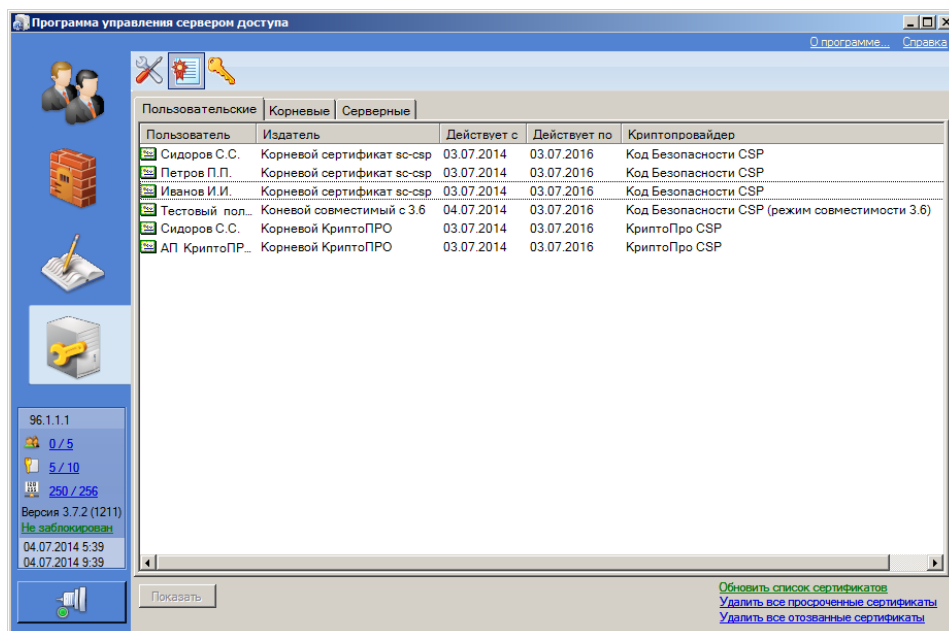 Программа управления сервером доступа
О программе... Справка
Пользовательские Корневые Серверные
Пользователь Издатель Действует с Действует по Криптопровайдер
Сидоров С.С. Корневой сертификат sc-csp 03.07.2014 03.07.2016 Код Безопасности CSP
Петров П.П. Корневой сертификат sc-csp 03.07.2014 03.07.2016 Код Безопасности CSP
Иванов И.И. Корневой сертификат sc-csp 03.07.2014 03.07.2016 Код Безопасности CSP
Тестовый пол... Коневой совместимый с 3.6 04.07.2014 03.07.2016 Код Безопасности CSP (режим совместимости 3.6)
Сидоров С.С. Корневой КриптоПРО 03.07.2014 03.07.2016 КриптоПро CSP
АП КриптоПР... Корневой КриптоПРО 03.07.2014 03.07.2016 КриптоПро CSP
96.1.1.1
0 / 5
5 / 10
250 / 256
Версия 3.7.2 (1211)
Не заблокирован
04.07.2014 5:39
04.07.2014 9:39
Показать
Обновить список сертификатов
Удалить все просроченные сертификаты
Удалить все отозванные сертификаты